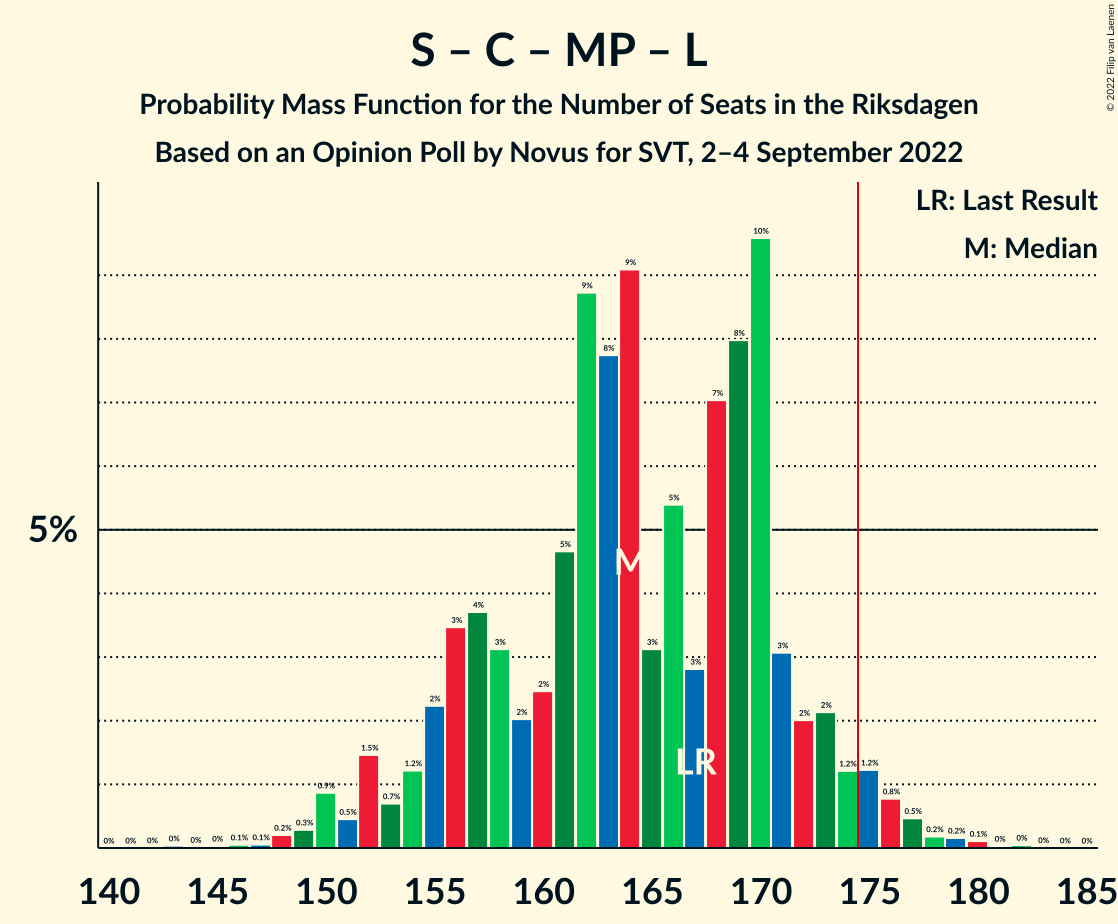 S – C – MP – L
Probability Mass Function for the Number of Seats in the Riksdagen
Based on an Opinion Poll by Novus for SVT, 2–4 September 2022
© 2022 Filip van Laenen
LR: Last Result
M: Median
5%
0% 0% 0% 0% 0% 0% 0.1% 0.1% 0.2% 0.3% 0.9% 0.5% 1.5% 0.7% 1.2% 2% 3% 4% 3% 2% 2% 5% 9% 8% 9% 3% 5% 3% 7% 8% 10% 3% 2% 2% 1.2% 1.2% 0.8% 0.5% 0.2% 0.2% 0.1% 0% 0% 0% 0% 0%
M
LR
140 145 150 155 160 165 170 175 180 185